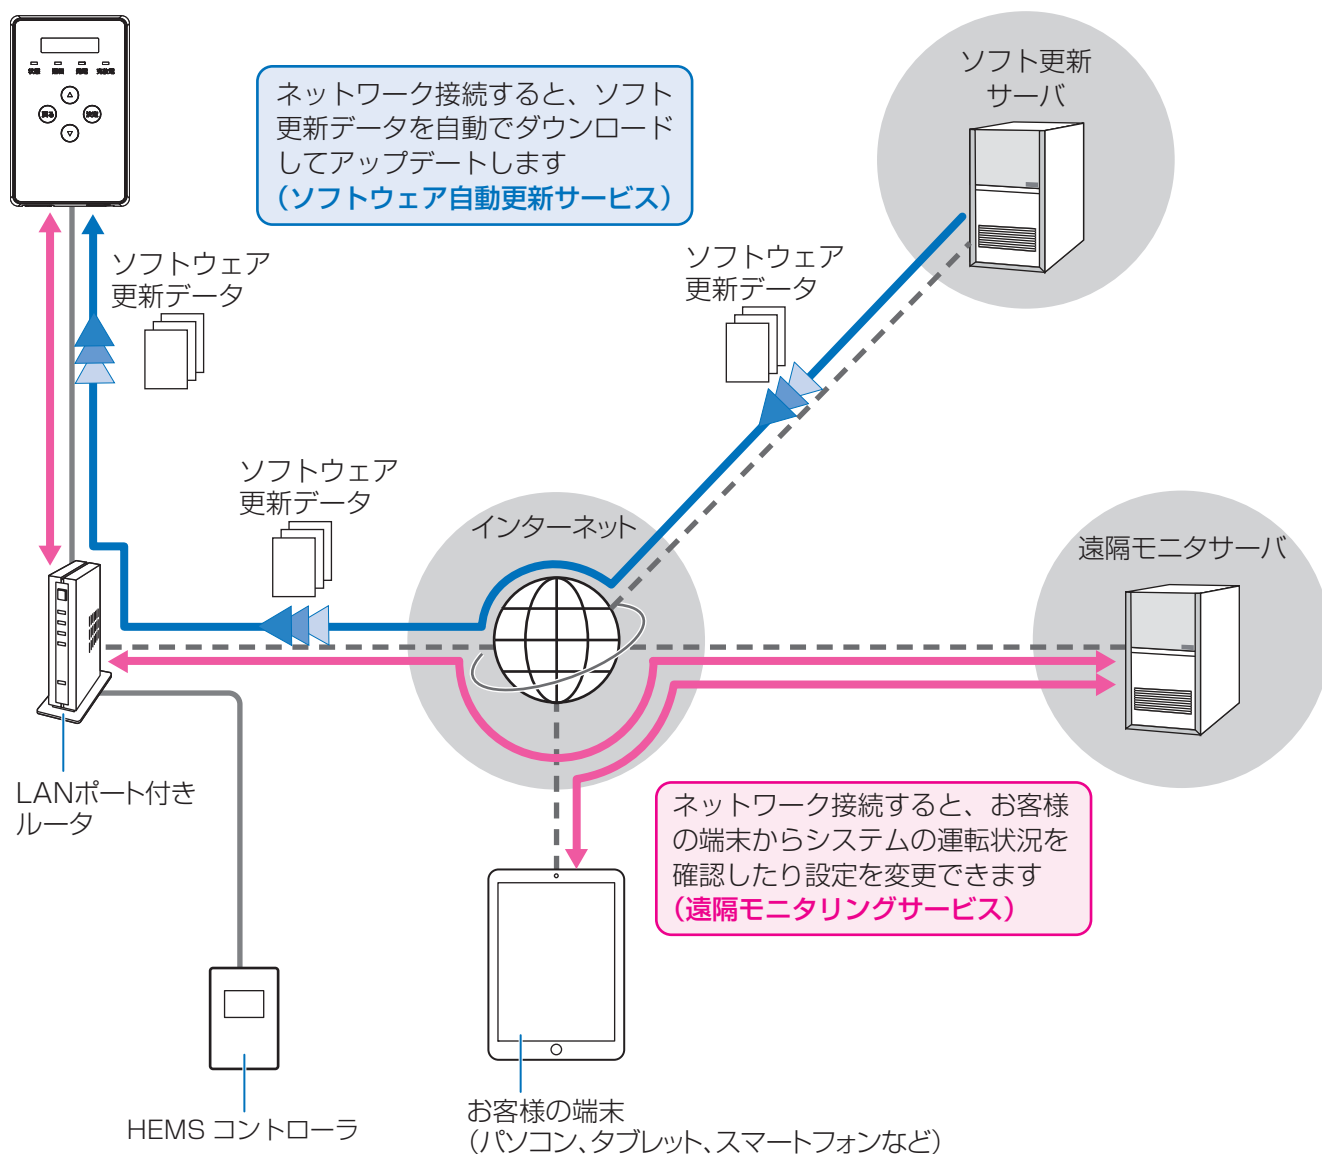 ソフト更新
サーバ
ネットワーク接続すると、ソフト
更新データを自動でダウンロード
してアップデートします
（ソフトウェア自動更新サービス）
戻る
決定
ソフトウェア
更新データ
ソフトウェア
更新データ
ソフトウェア
更新データ
インターネット
遠隔モニタサーバ
LANポート付き
ルータ
ネットワーク接続すると、お客様
の端末からシステムの運転状況を
確認したり設定を変更できます
（遠隔モニタリングサービス）
HEMS コントローラ
お客様の端末
（パソコン、タブレット、スマートフォンなど）